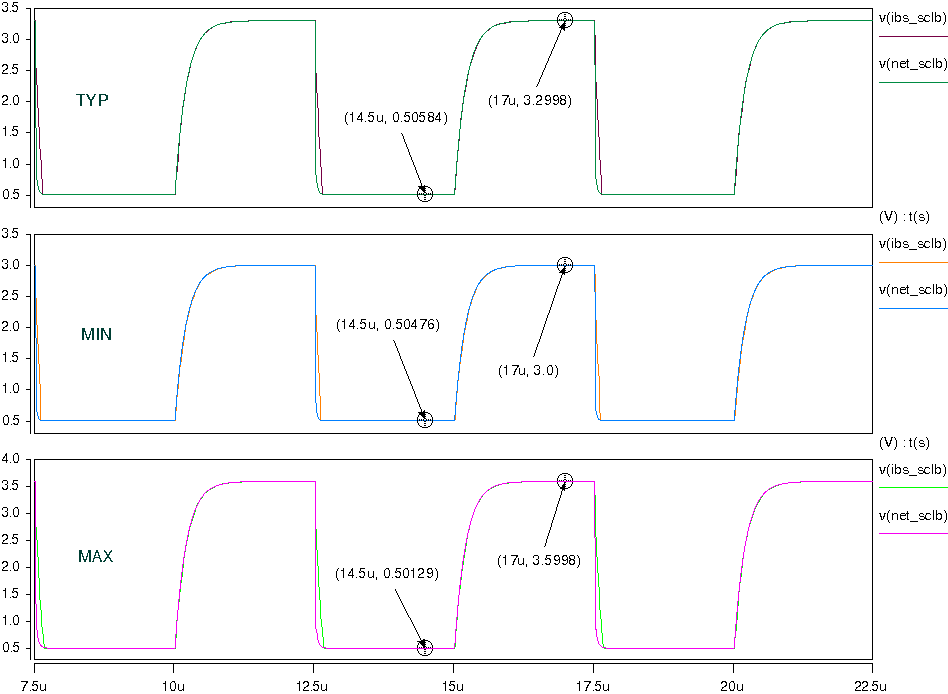 3.5
3.0
2.5
2.0
1.5
1.0
0.5
TYP
(14.5u, 0.50584)
(17u, 3.2998)
v(ibs_sclb)
v(net_sclb)
(V) : t(s)
3.5
3.0
2.5
2.0
1.5
1.0
0.5
MIN
(14.5u, 0.50476)
(17u, 3.0)
v(ibs_sclb)
v(net_sclb)
(V) : t(s)
4.0
3.5
3.0
2.5
2.0
1.5
1.0
0.5
MAX
(14.5u, 0.50129)
(17u, 3.5998)
v(ibs_sclb)
v(net_sclb)
7.5u 10u 12.5u 15u 17.5u 20u 22.5u